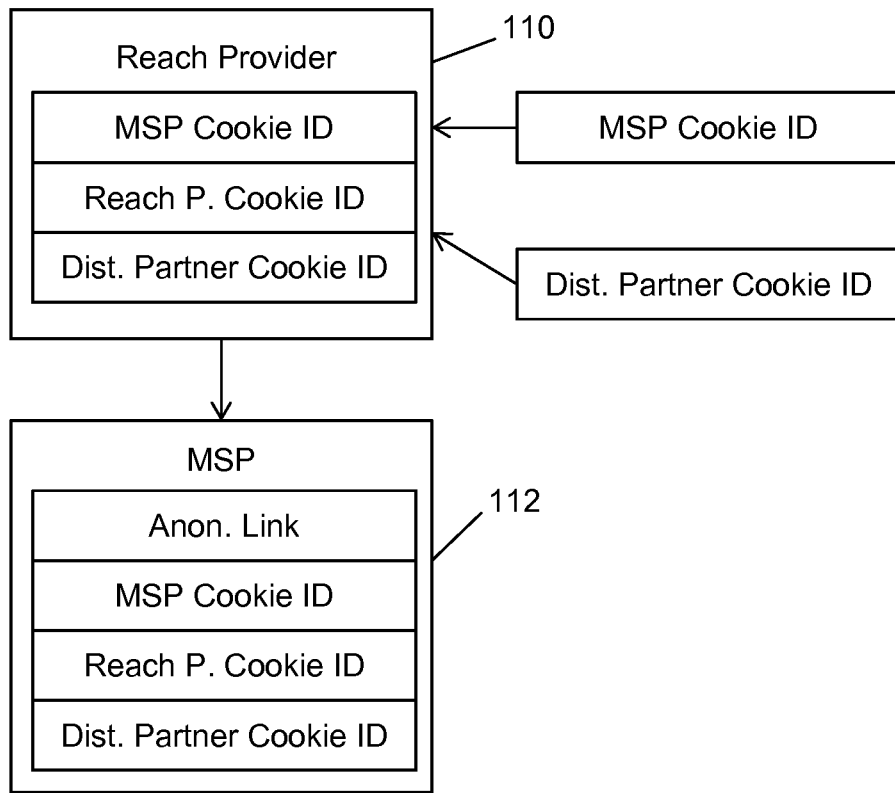 110
Reach Provider
MSP Cookie ID
MSP Cookie ID
Reach P. Cookie ID
Dist. Partner Cookie ID
Dist. Partner Cookie ID
MSP
112
Anon. Link
MSP Cookie ID
Reach P. Cookie ID
Dist. Partner Cookie ID